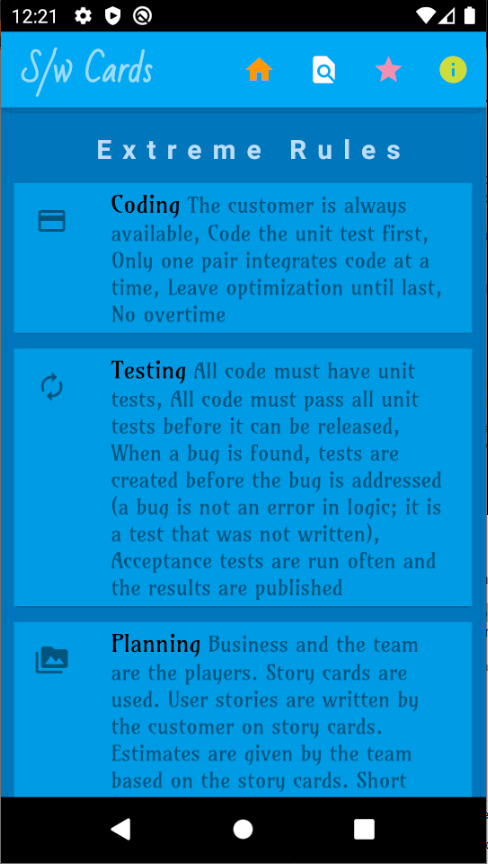 12:21
S/w Cards
Extreme Rules
Coding The customer is always
available, Code the unit test first,
Only one pair integrates code at a
time, Leave optimization until last,
No overtime
Testing All code must have unit
tests, All code must pass all unit
tests before it can be released,
When a bug is found, tests are
created before the bug is addressed
(a bug is not an error in logic; it is
a test that was not written),
Acceptance tests are run often and
the results are published
Planning Business and the team
are the players. Story cards are
used. User stories are written by
the customer on story cards.
Estimates are given by the team
based on the story cards. Short